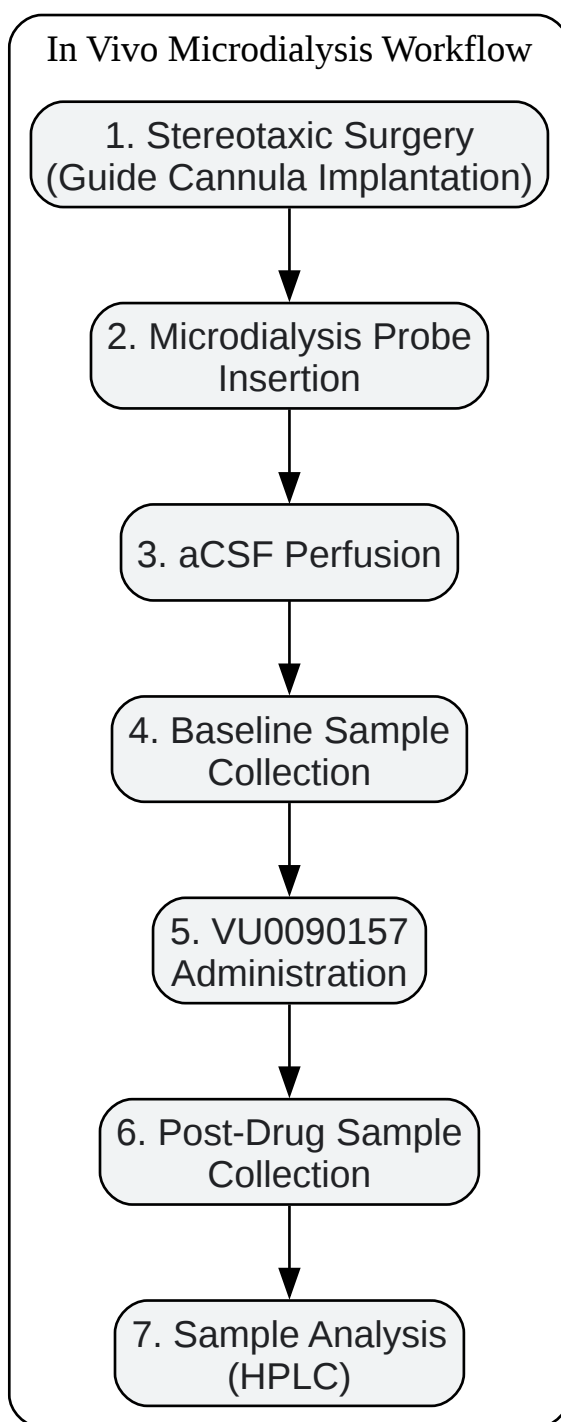 In Vivo Microdialysis Workflow
1. Stereotaxic Surgery
(Guide Cannula Implantation)
2. Microdialysis Probe
Insertion
3. aCSF Perfusion
4. Baseline Sample
Collection
5. VU0090157
Administration
6. Post-Drug Sample
Collection
7. Sample Analysis
(HPLC)